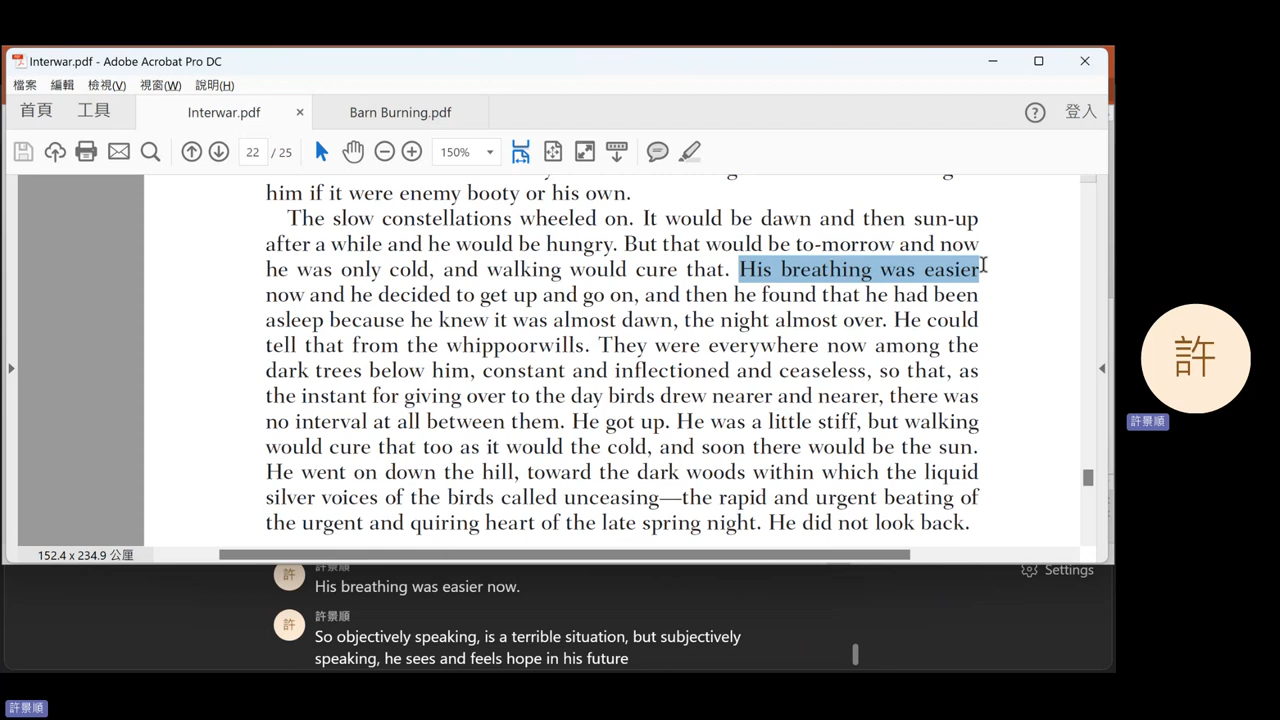 Interwar.pdf - Adobe Acrobat Pro DC
檔案 編輯 檢視(V) 視窗(W) 說明(H)
首頁 工具 Interwar.pdf × Barn Burning.pdf ? 登入
22 / 25 150%
him if it were enemy booty or his own.
The slow constellations wheeled on. It would be dawn and then sun-up
after a while and he would be hungry. But that would be to-morrow and now
he was only cold, and walking would cure that. His breathing was easier
now and he decided to get up and go on, and then he found that he had been
asleep because he knew it was almost dawn, the night almost over. He could
tell that from the whippoorwills. They were everywhere now among the
dark trees below him, constant and inflectioned and ceaseless, so that, as
the instant for giving over to the day birds drew nearer and nearer, there was
no interval at all between them. He got up. He was a little stiff, but walking
would cure that too as it would the cold, and soon there would be the sun.
He went on down the hill, toward the dark woods within which the liquid
silver voices of the birds called unceasing—the rapid and urgent beating of
the urgent and quiring heart of the late spring night. He did not look back.
152.4 x 234.9 公厘
許
許景順
許 許景順
His breathing was easier now.
Settings
許 許景順
So objectively speaking, is a terrible situation, but subjectively
speaking, he sees and feels hope in his future
許景順